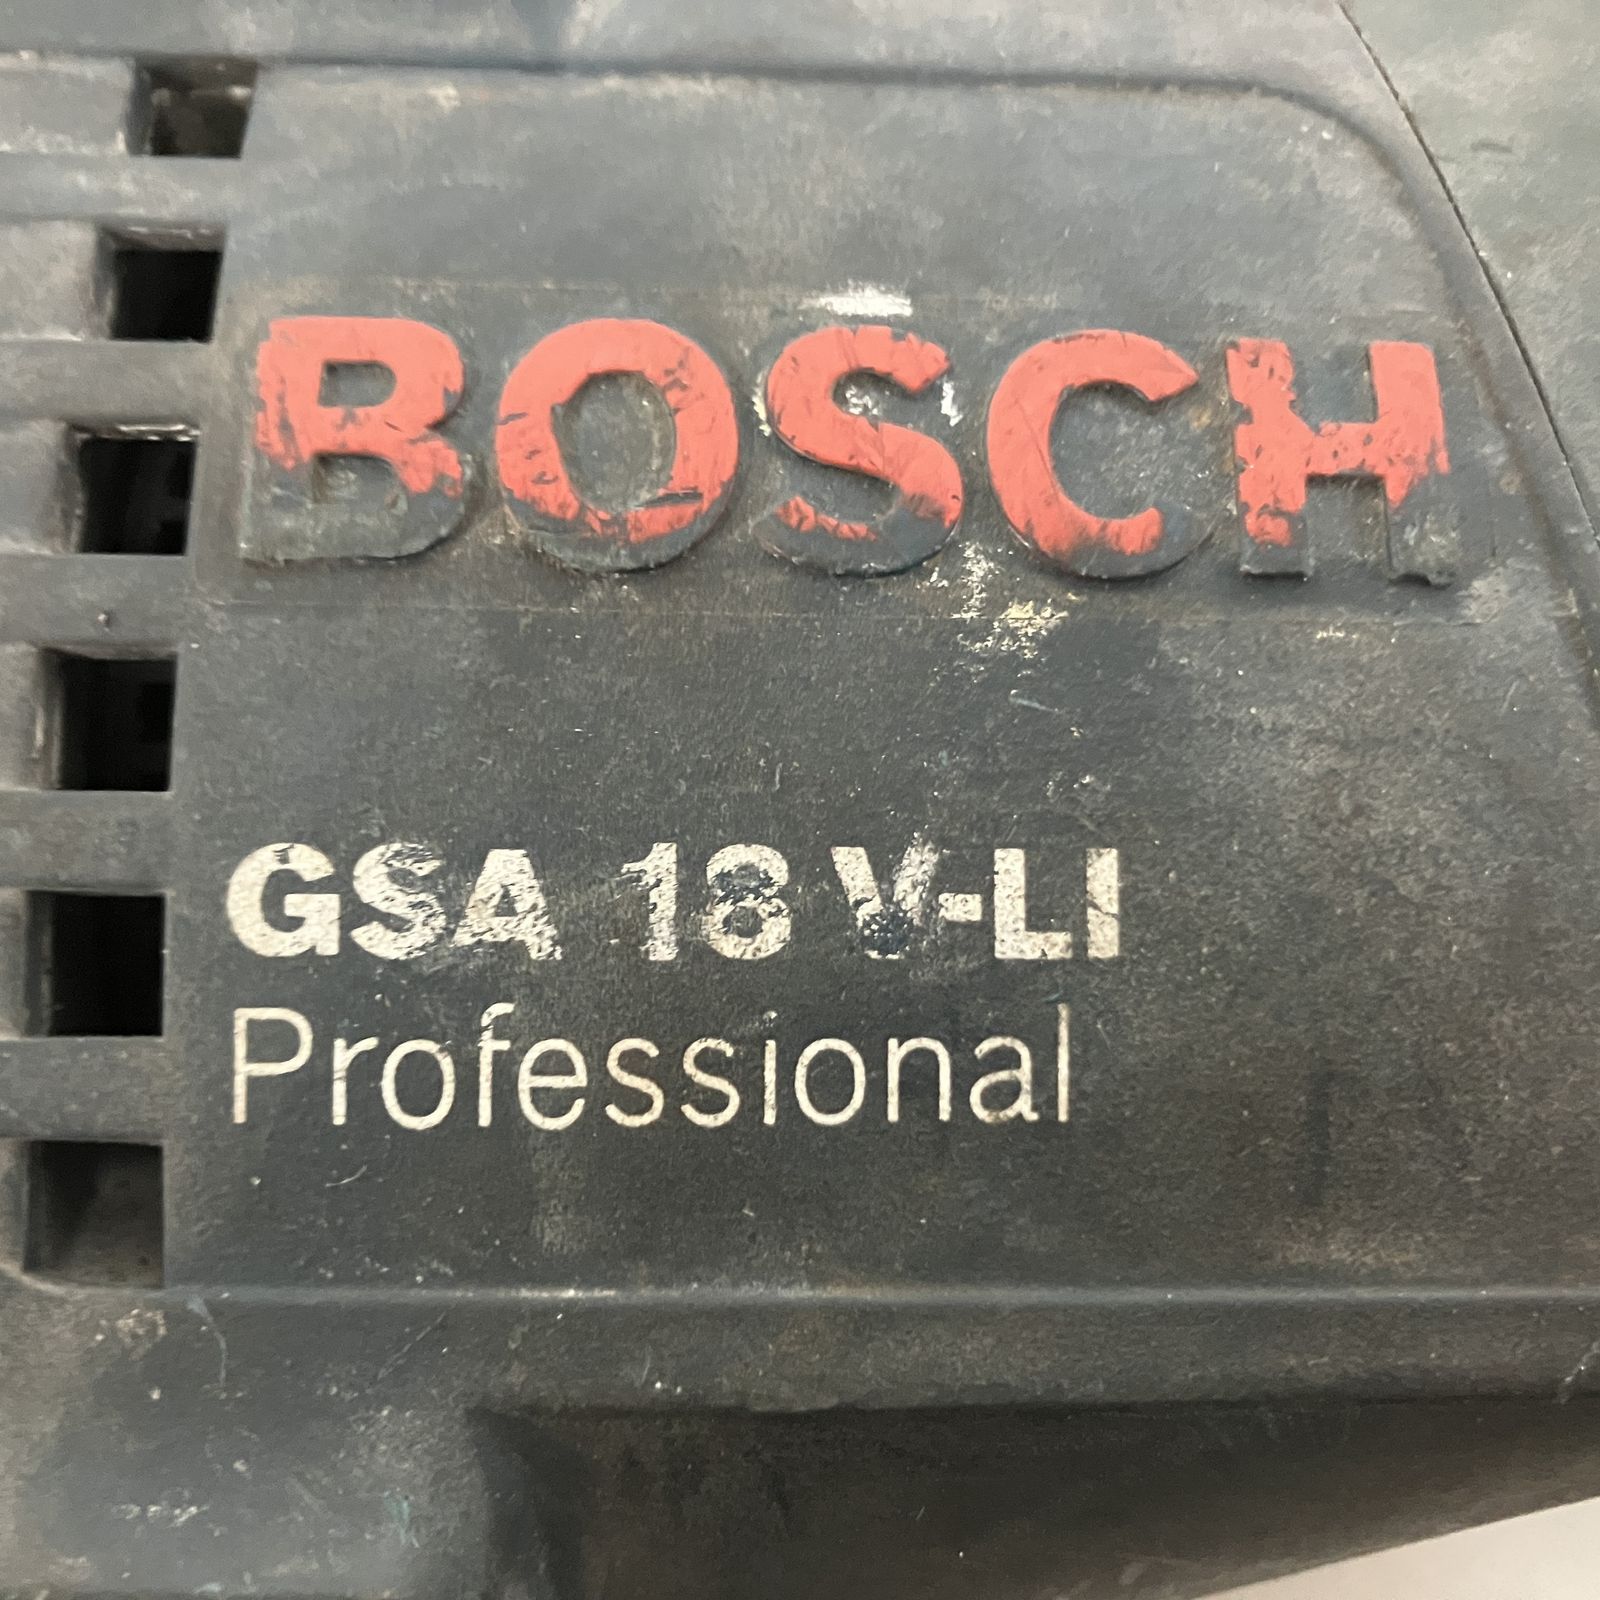 BOSCH
GSA 18 V-LI
Professional